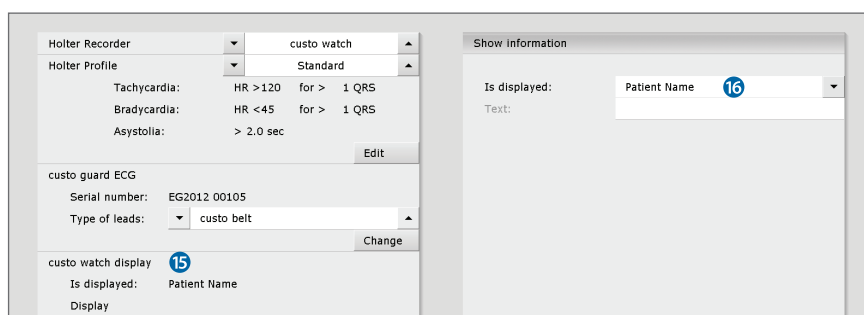 Holter Recorder custo watch
Holter Profile Standard
Tachycardia: HR >120 for > 1 QRS
Bradycardia: HR <45 for > 1 QRS
Asystolia: > 2.0 sec
Edit
custo guard ECG
Serial number: EG2012 00105
Type of leads: custo belt
Change
custo watch display 15
Is displayed: Patient Name
Display
Show information
Is displayed: Patient Name 16
Text: